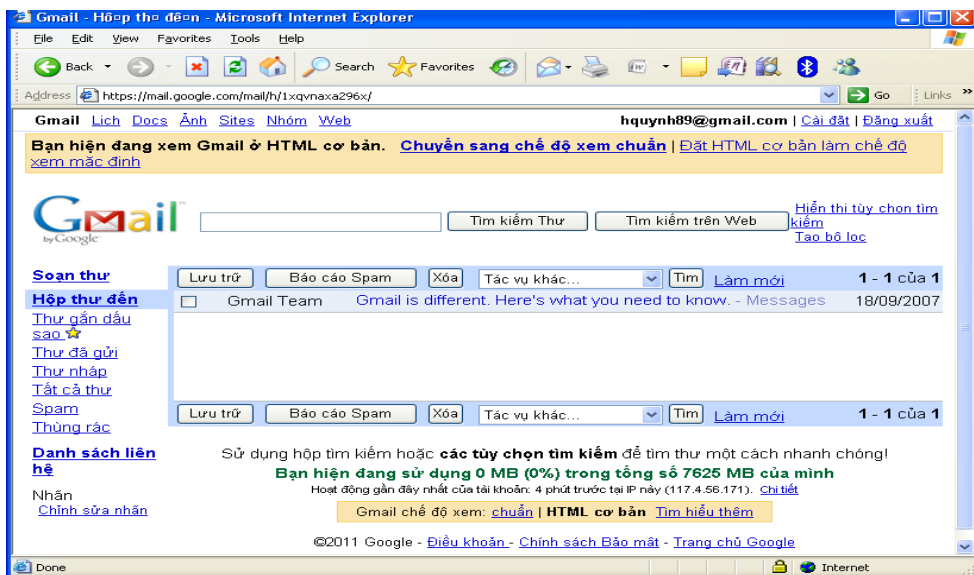 Gmail - Hô¤p th¤ đê¤n - Microsoft Internet Explorer
File Edit View Favorites Tools Help
Back Search Favorites
Address https://mail.google.com/mail/h/1xqvnaxa296x/ Go Links »
Gmail Lịch Docs Ảnh Sites Nhóm Web hquynh89@gmail.com | Cài đặt | Đăng xuất
Bạn hiện đang xem Gmail ở HTML cơ bản. Chuyển sang chế độ xem chuẩn | Đặt HTML cơ bản làm chế độ
xem mặc định
Gmail by Google Tìm kiếm Thư Tìm kiếm trên Web Hiển thị tùy chọn tìm
kiếm
Tạo bộ lọc
Soạn thư Lưu trữ Báo cáo Spam Xóa Tác vụ khác... Tìm Làm mới 1 - 1 của 1
Hộp thư đến Gmail Team Gmail is different. Here's what you need to know. - Messages 18/09/2007
Thư gắn dấu
sao
Thư đã gửi
Thư nháp
Tất cả thư
Spam Lưu trữ Báo cáo Spam Xóa Tác vụ khác... Tìm Làm mới 1 - 1 của 1
Thùng rác
Danh sách liên
hệ
Nhãn
Chỉnh sửa nhãn
Sử dụng hộp tìm kiếm hoặc các tùy chọn tìm kiếm để tìm thư một cách nhanh chóng!
Bạn hiện đang sử dụng 0 MB (0%) trong tổng số 7625 MB của mình
Hoạt động gần đây nhất của tài khoản: 4 phút trước tại IP này (117.4.56.171). Chi tiết
Gmail chế độ xem: chuẩn | HTML cơ bản Tìm hiểu thêm
©2011 Google - Điều khoản - Chính sách Bảo mật - Trang chủ Google
Done Internet